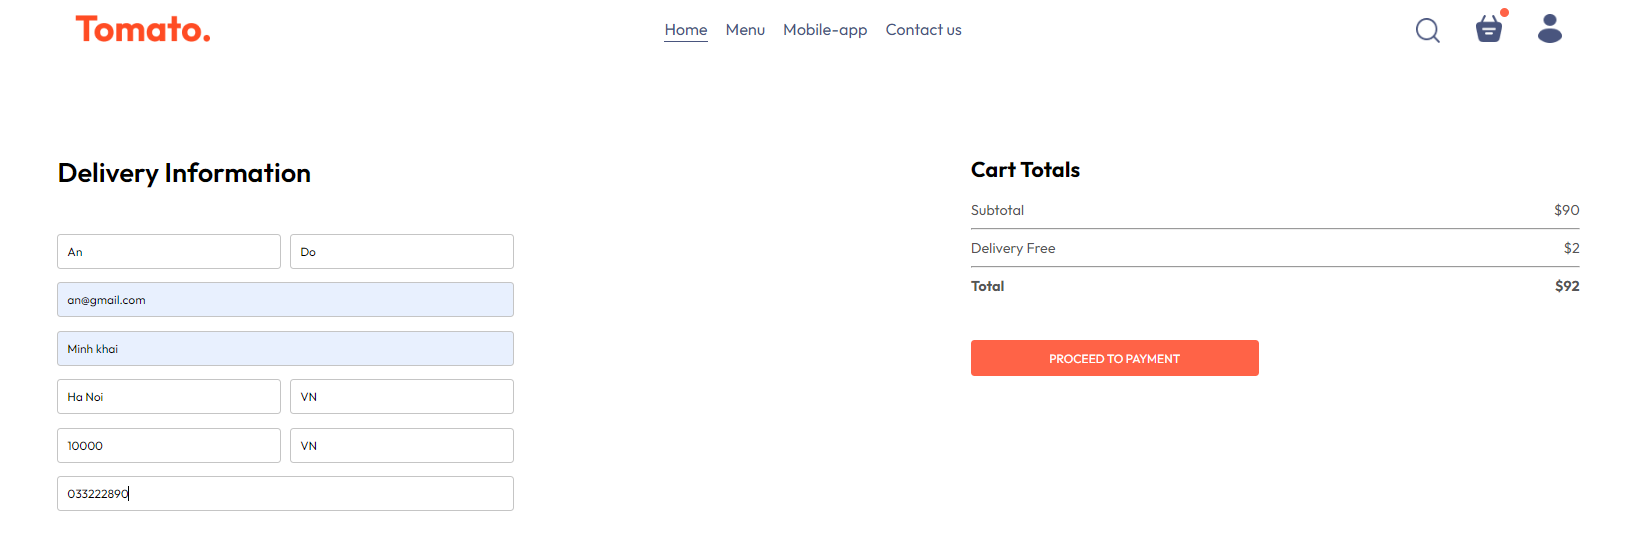 Tomato.
Home Menu Mobile-app Contact us
Delivery Information
An Do
an@gmail.com
Minh khai
Ha Noi VN
10000 VN
033222890
Cart Totals
Subtotal $90
Delivery Free $2
Total $92
PROCEED TO PAYMENT